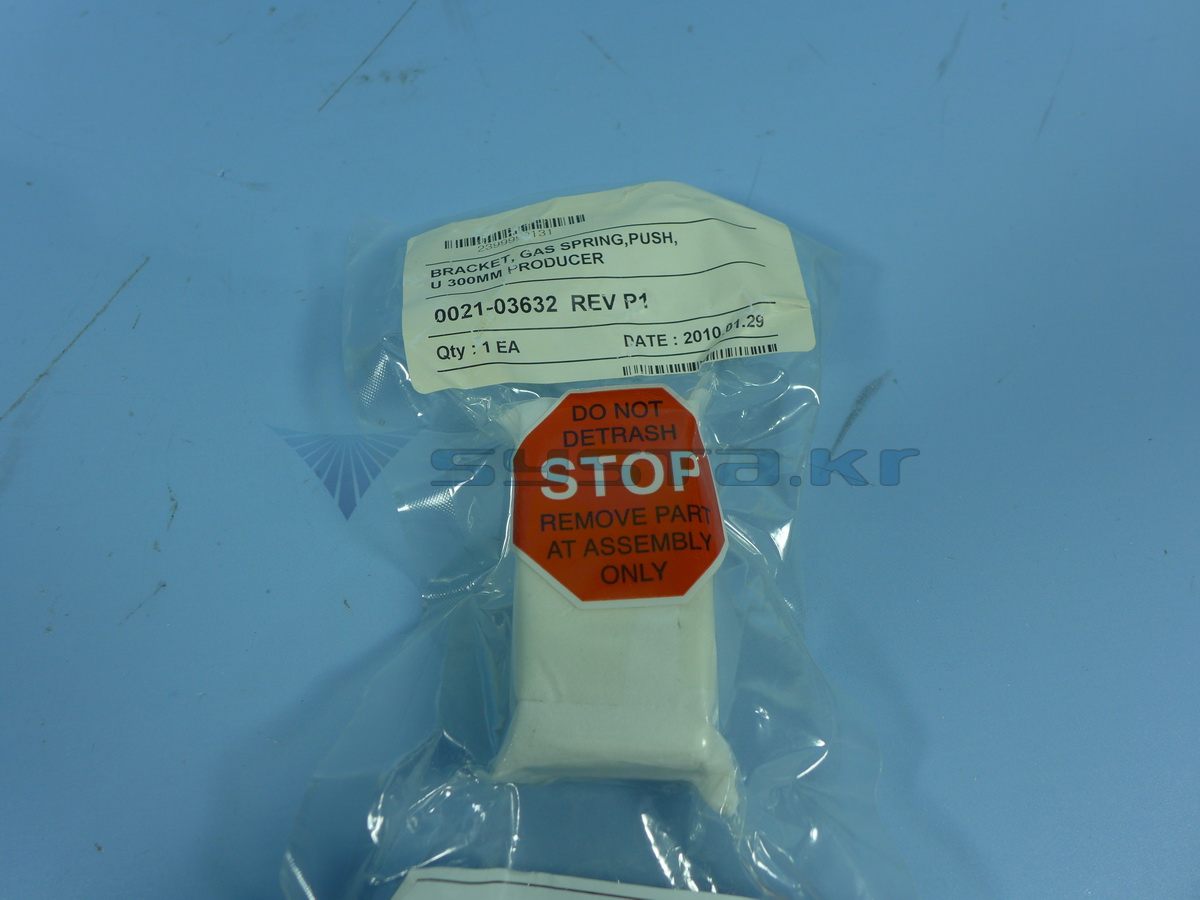 BRACKET, GAS SPRING,PUSH,
U 300MM PRODUCER
0021-03632 REV P1
Qty : 1 EA DATE : 2010.01.29
DO NOT
DETRASH
STOP
REMOVE PART
AT ASSEMBLY
ONLY